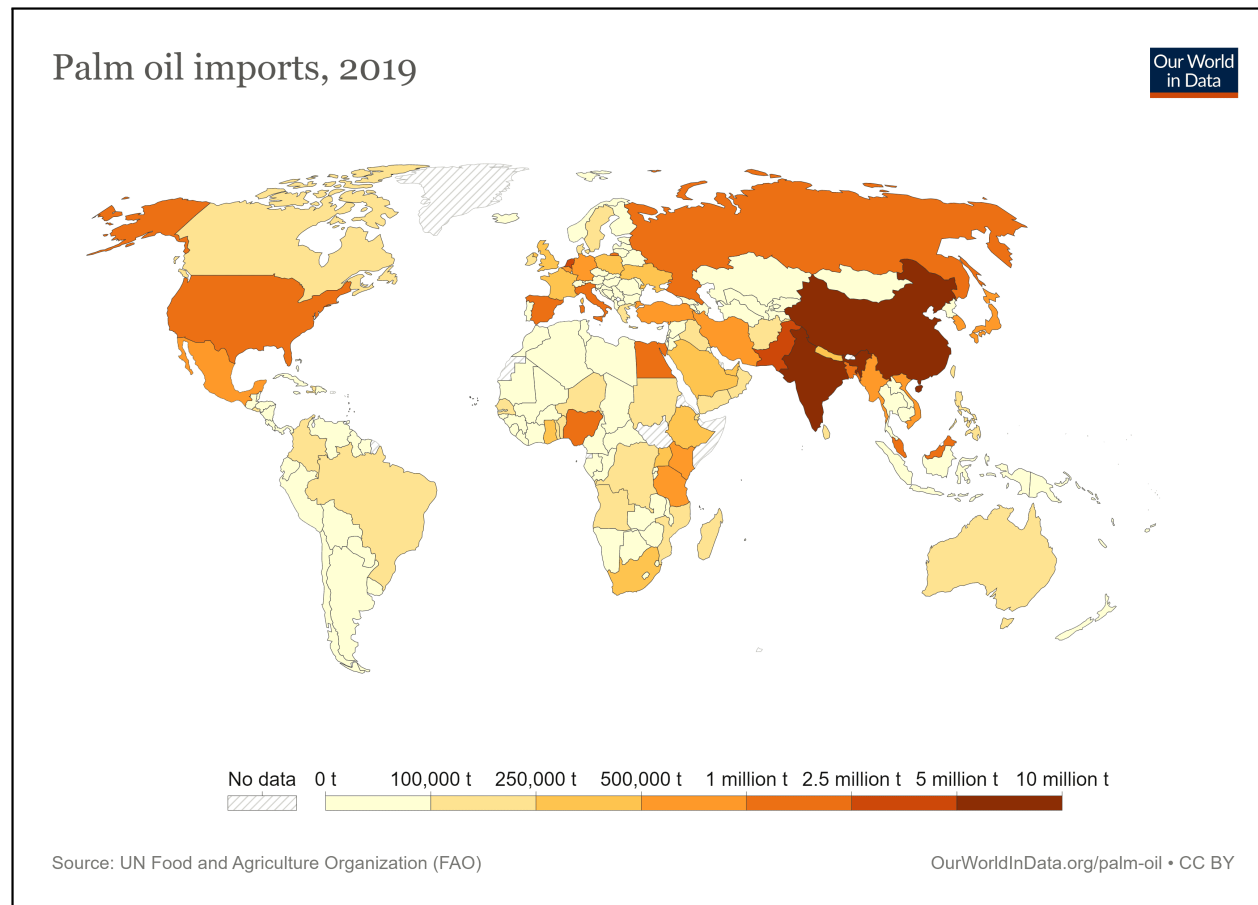 Palm oil imports, 2019
Our World
in Data
No data 0 t 100,000 t 250,000 t 500,000 t 1 million t 2.5 million t 5 million t 10 million t
Source: UN Food and Agriculture Organization (FAO)
OurWorldInData.org/palm-oil • CC BY